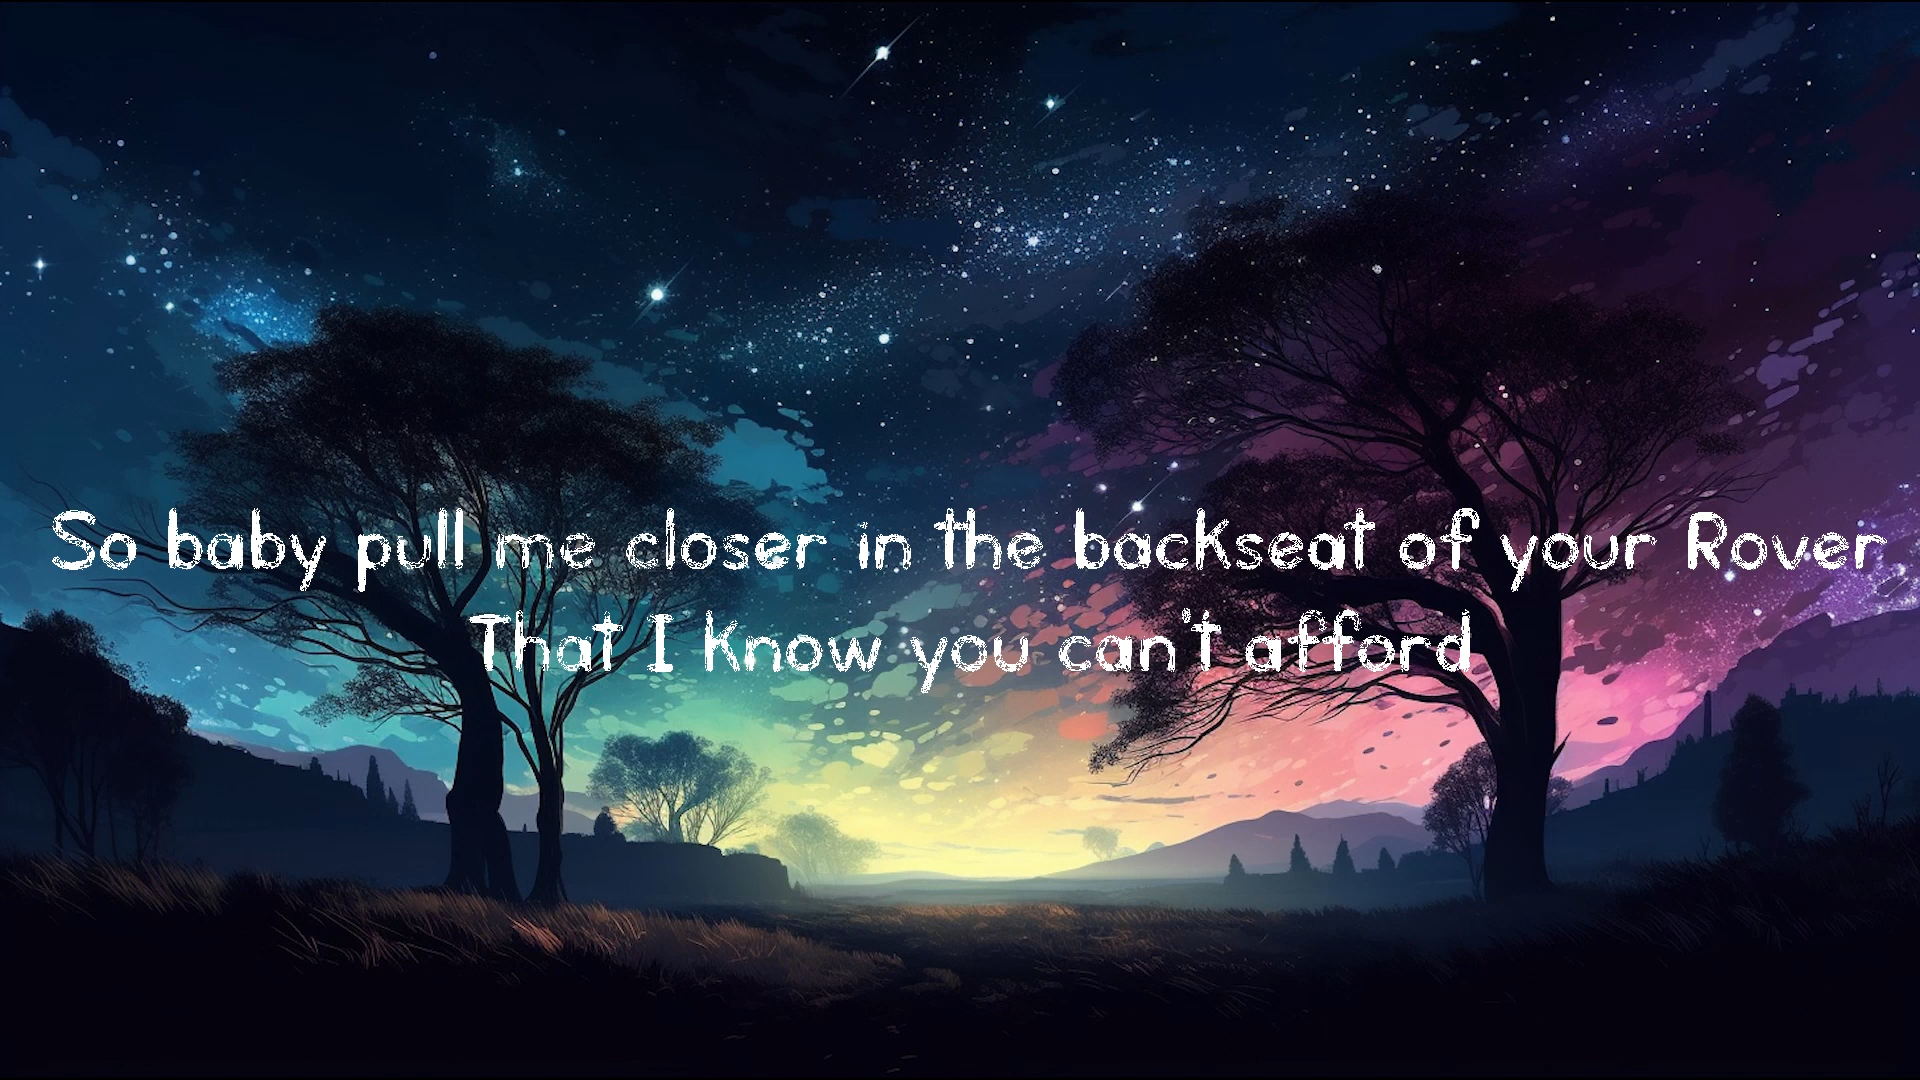 So baby pull me closer in the backseat of your Rover
That I know you can't afford